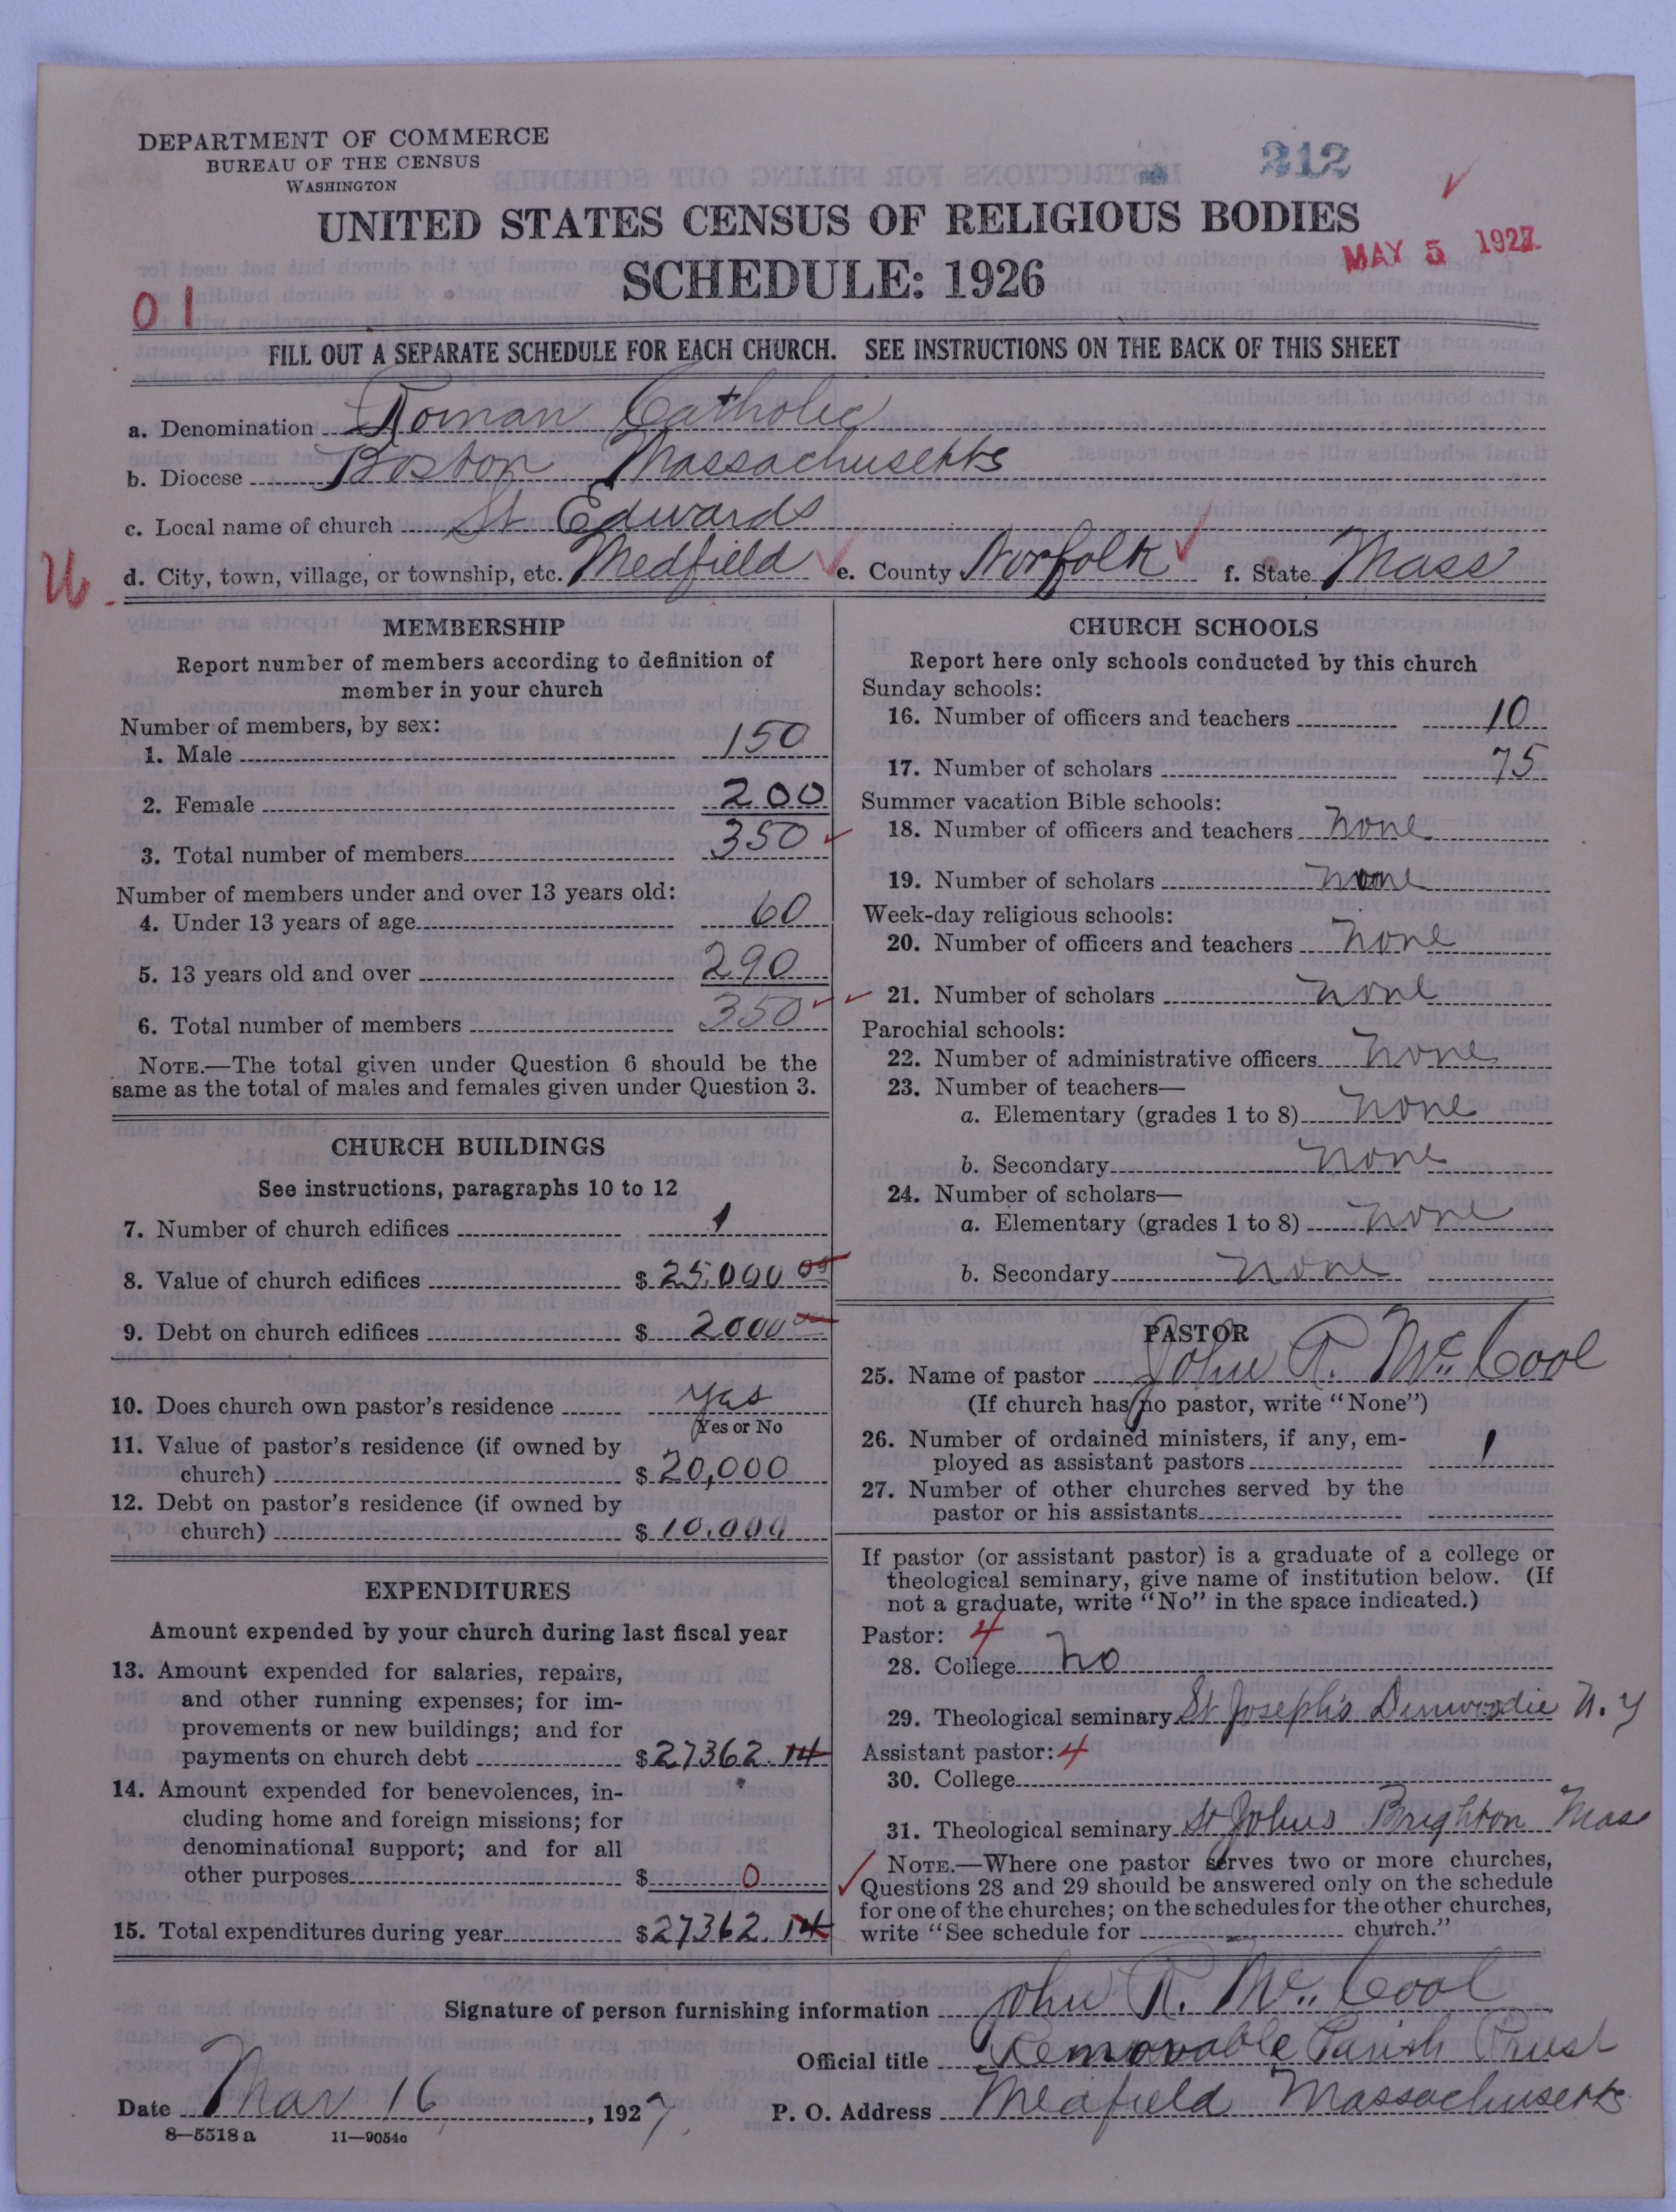 DEPARTMENT OF COMMERCE
BUREAU OF THE CENSUS
WASHINGTON
212
UNITED STATES CENSUS OF RELIGIOUS BODIES
SCHEDULE: 1926
MAY 5 1927
01
FILL OUT A SEPARATE SCHEDULE FOR EACH CHURCH. SEE INSTRUCTIONS ON THE BACK OF THIS SHEET
a. Denomination Roman Catholic
b. Diocese Boston Massachusetts
c. Local name of church St Edwards
d. City, town, village, or township, etc. Medfield e. County Norfolk f. State Mass
MEMBERSHIP
Report number of members according to definition of
member in your church
Number of members, by sex:
1. Male 150
2. Female 200
3. Total number of members 350
Number of members under and over 13 years old:
4. Under 13 years of age 60
5. 13 years old and over 290
6. Total number of members 350
NOTE.—The total given under Question 6 should be the
same as the total of males and females given under Question 3.
CHURCH BUILDINGS
See instructions, paragraphs 10 to 12
7. Number of church edifices 1
8. Value of church edifices $ 25,000 00
9. Debt on church edifices $ 2000 00
10. Does church own pastor's residence yes
Yes or No
11. Value of pastor's residence (if owned by
church) $ 20,000
12. Debt on pastor's residence (if owned by
church) $ 10,000
EXPENDITURES
Amount expended by your church during last fiscal year
13. Amount expended for salaries, repairs,
and other running expenses; for im-
provements or new buildings; and for
payments on church debt $ 27362.14
14. Amount expended for benevolences, in-
cluding home and foreign missions; for
denominational support; and for all
other purposes $ 0
15. Total expenditures during year $ 27362.14
CHURCH SCHOOLS
Report here only schools conducted by this church
Sunday schools:
16. Number of officers and teachers 10
17. Number of scholars 75
Summer vacation Bible schools:
18. Number of officers and teachers none
19. Number of scholars none
Week-day religious schools:
20. Number of officers and teachers none
21. Number of scholars none
Parochial schools:
22. Number of administrative officers none
23. Number of teachers—
a. Elementary (grades 1 to 8) none
b. Secondary none
24. Number of scholars—
a. Elementary (grades 1 to 8) none
b. Secondary none
PASTOR
25. Name of pastor John R. McCool
(If church has no pastor, write "None")
26. Number of ordained ministers, if any, em-
ployed as assistant pastors 1
27. Number of other churches served by the
pastor or his assistants
If pastor (or assistant pastor) is a graduate of a college or
theological seminary, give name of institution below. (If
not a graduate, write "No" in the space indicated.)
Pastor: 4
28. College no
29. Theological seminary St Joseph's Dunwoodie N.Y
Assistant pastor: 4
30. College
31. Theological seminary St Johns Brighton Mass
NOTE.—Where one pastor serves two or more churches,
Questions 28 and 29 should be answered only on the schedule
for one of the churches; on the schedules for the other churches,
write "See schedule for church."
Signature of person furnishing information John R. McCool
Official title Removable Parish Priest
Date Mar 16, 1927 P. O. Address Medfield Massachusetts
8—5518a 11—9054c